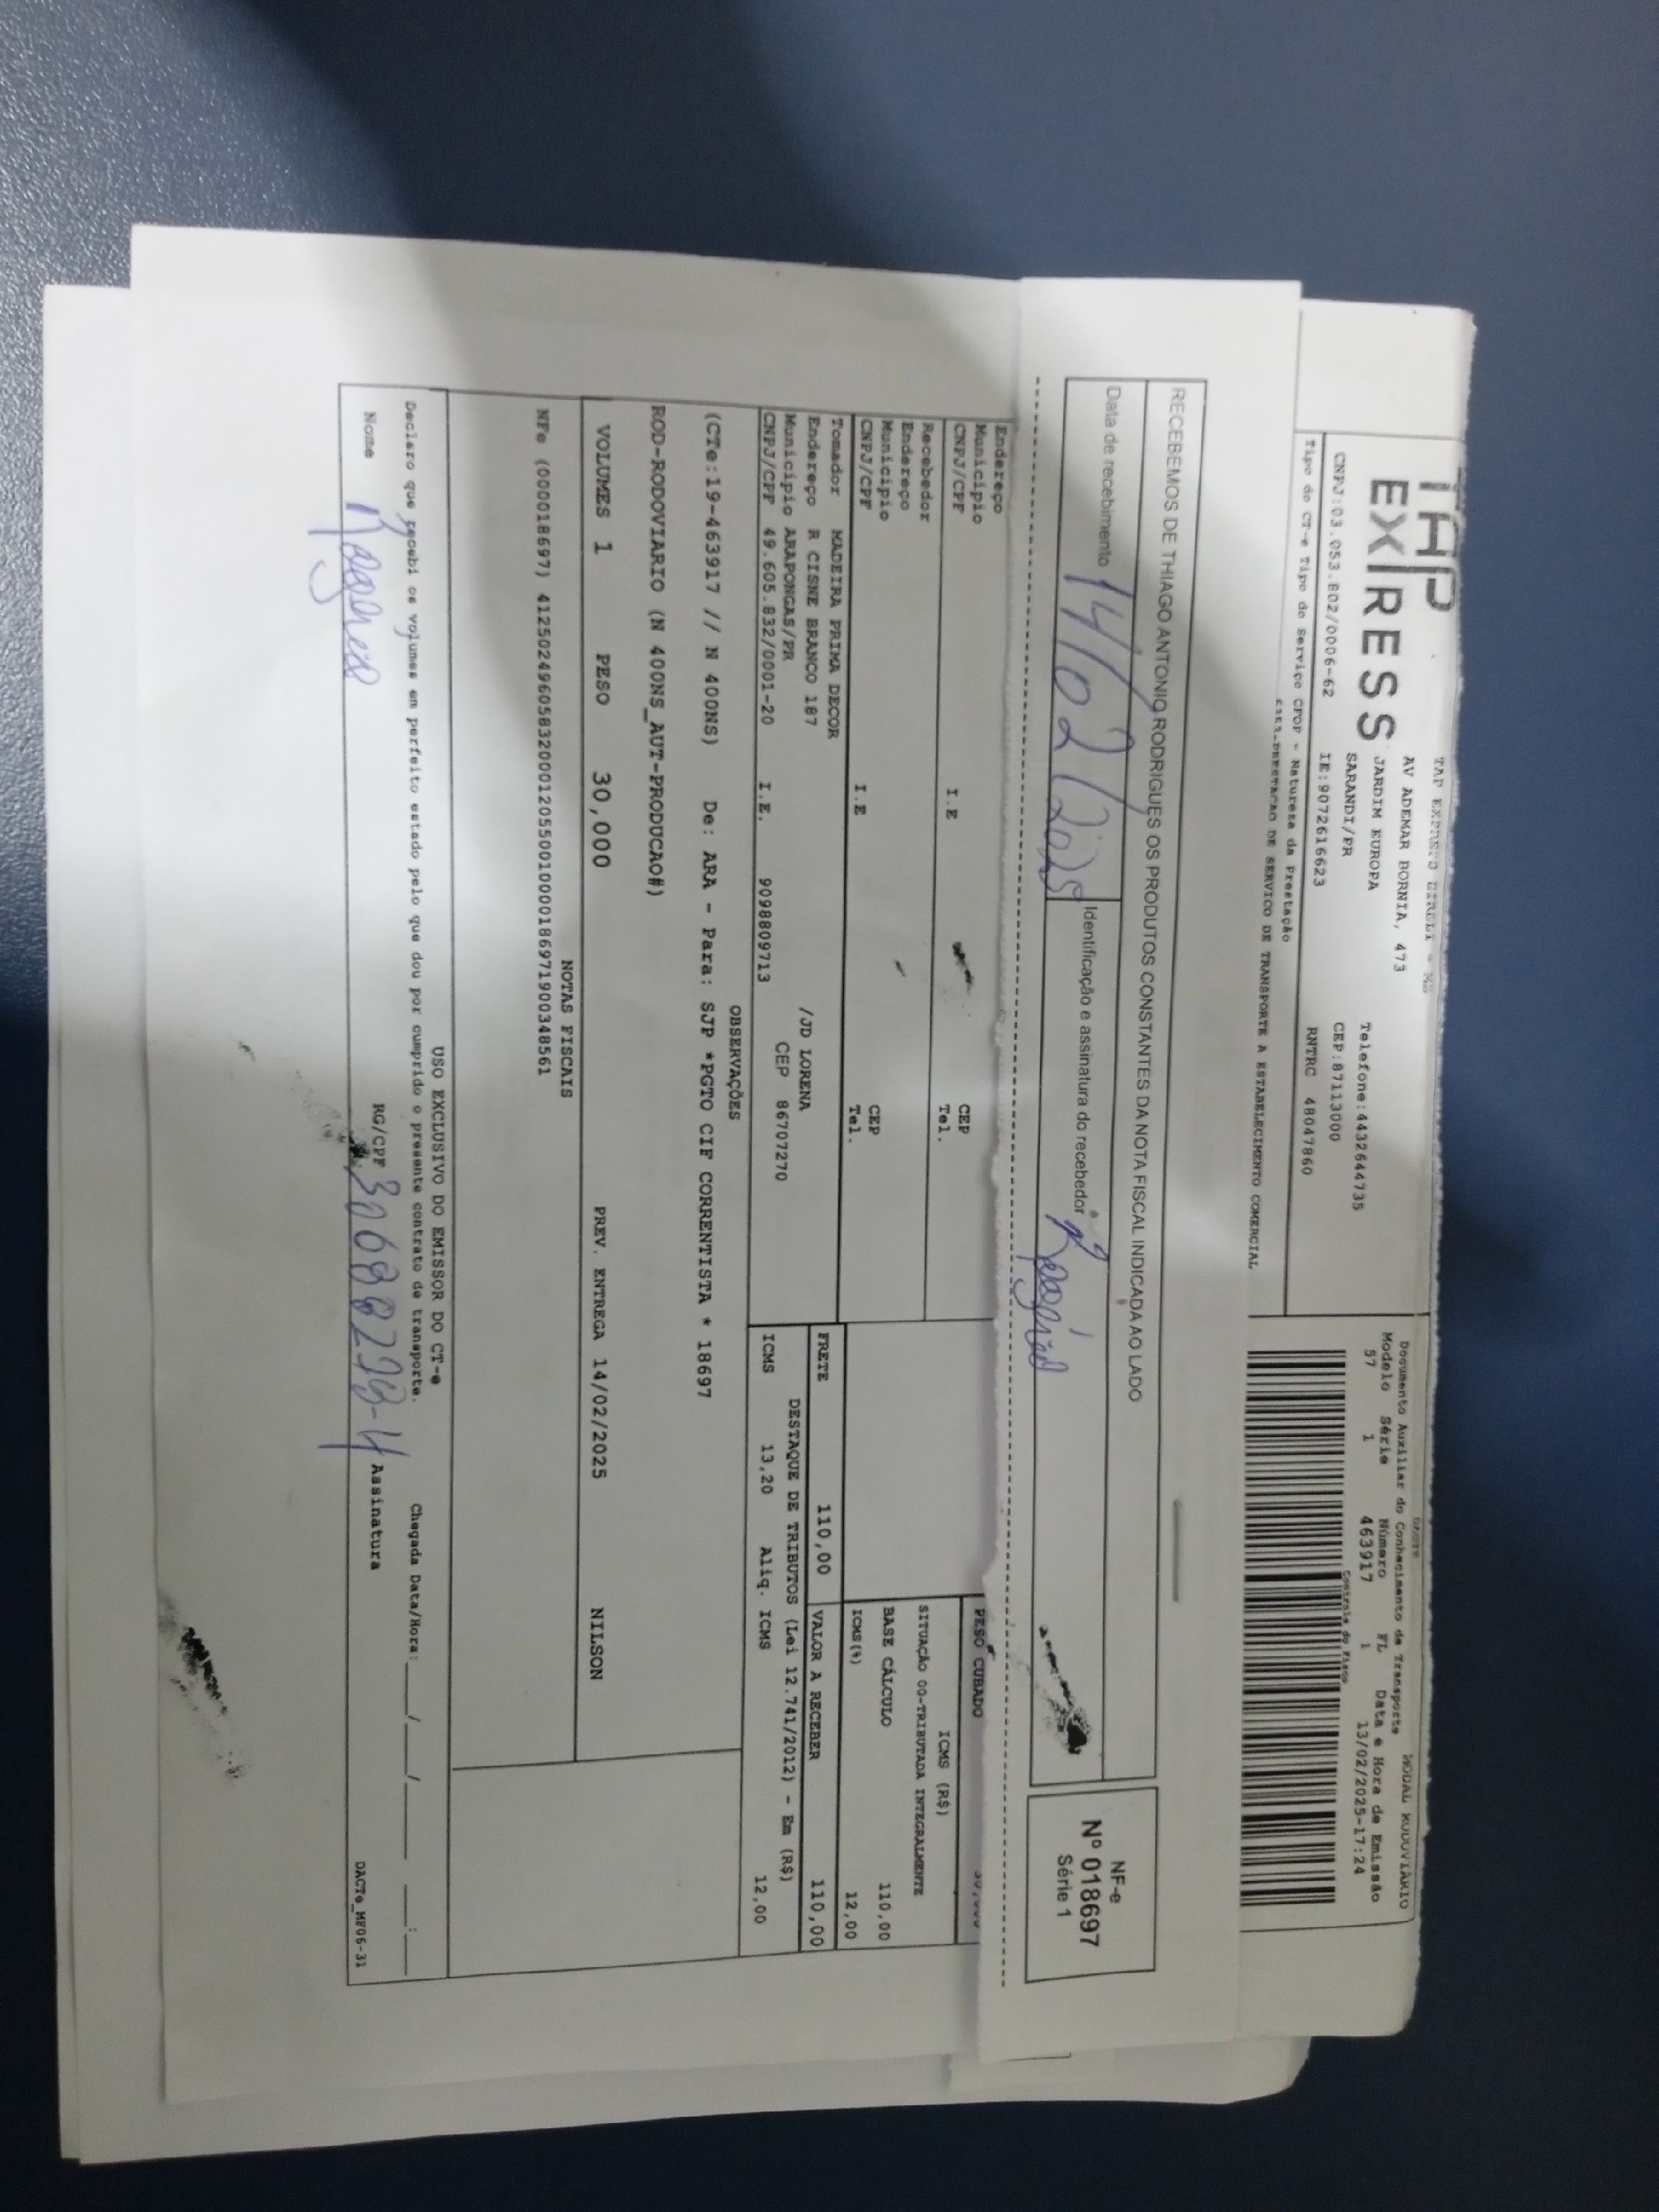 TAP
EXPRESS
AV ADEMAR BORNIA, 473
JARDIM EUROPA
SARANDI/PR
Telefone:4432644735
CEP:87113000
CNPJ:03.053.802/0006-62 IE:9072616623 RNTRC 48047860
Tipo do CT-e Tipo do Serviço CFOP - Natureza da Prestação
PRESTACAO DE SERVICO DE TRANSPORTE A ESTABELECIMENTO COMERCIAL
DACTE
MODAL RODOVIÁRIO
Documento Auxiliar do Conhecimento de Transporte
Modelo Série Número FL Data e Hora de Emissão
57 1 463917 1 13/02/2025-17:24
Controle do Fisco
RECEBEMOS DE THIAGO ANTONIO RODRIGUES OS PRODUTOS CONSTANTES DA NOTA FISCAL INDICADA AO LADO
Data de recebimento 14/02/2025 Identificação e assinatura do recebedor
NF-e
Nº 018697
Série 1
Endereço
Município CEP
CNPJ/CPF I.E Tel.
Recebedor
Endereço
Município CEP
CNPJ/CPF I.E Tel.
PESO CUBADO
ICMS (R$)
SITUAÇÃO 00-TRIBUTADA INTEGRALMENTE
BASE CÁLCULO 110,00
ICMS(%) 12,00
Tomador MADEIRA PRIMA DECOR
Endereço R CISNE BRANCO 187 /JD LORENA
Município ARAPONGAS/PR CEP 86707270
CNPJ/CPF 49.605.832/0001-20 I.E. 9098809713
FRETE 110,00 VALOR A RECEBER 110,00
DESTAQUE DE TRIBUTOS (Lei 12.741/2012) - Em (R$)
ICMS 13,20 Aliq. ICMS 12,00
OBSERVAÇÕES
(CTe:19-463917 // N 400NS) De: ARA - Para: SJP *PGTO CIF CORRENTISTA * 18697
ROD-RODOVIARIO (N 400NS_AUT-PRODUCAO#)
VOLUMES 1 PESO 30,000 PREV. ENTREGA 14/02/2025 NILSON
NOTAS FISCAIS
NFe (000018697) 41250249605832000120550010000186971900348561
USO EXCLUSIVO DO EMISSOR DO CT-e
Declaro que recebi os volumes em perfeito estado pelo que dou por cumprido o presente contrato de transporte. Chegada Data/Hora:____/____/____ ____:____
Nome RG/CPF Assinatura
DACTe_MF06-31